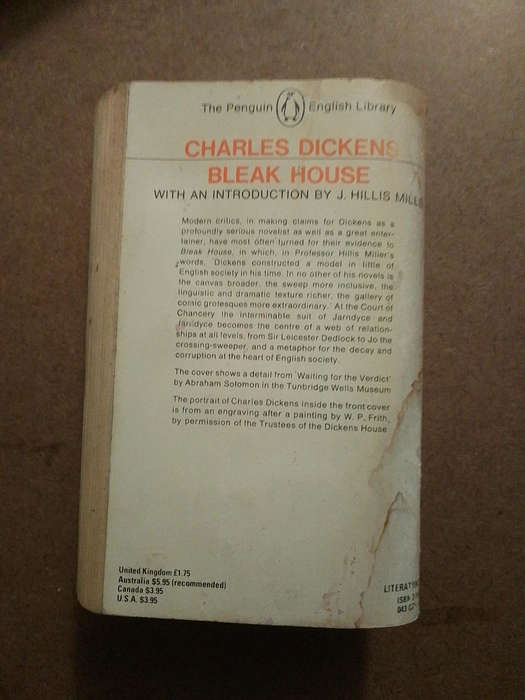 The Penguin English Library
CHARLES DICKENS
BLEAK HOUSE
WITH AN INTRODUCTION BY J. HILLIS MILLE
Modern critics, in making claims for Dickens as a
profoundly serious novelist as well as a great enter-
tainer, have most often turned for their evidence to
Bleak House, in which, in Professor Hillis Miller's
words, 'Dickens constructed a model in little of
English society in his time. In no other of his novels is
the canvas broader, the sweep more inclusive, the
linguistic and dramatic texture richer, the gallery of
comic grotesques more extraordinary.' At the Court of
Chancery the interminable suit of Jarndyce and
Jarndyce becomes the centre of a web of relation-
ships at all levels, from Sir Leicester Dedlock to Jo the
crossing-sweeper, and a metaphor for the decay and
corruption at the heart of English society.
The cover shows a detail from 'Waiting for the Verdict'
by Abraham Solomon in the Tunbridge Wells Museum
The portrait of Charles Dickens inside the front cover
is from an engraving after a painting by W. P. Frith,
by permission of the Trustees of the Dickens House
United Kingdom £1.75
Australia $5.95 (recommended)
Canada $3.95
U.S.A. $3.95
ISBN
043